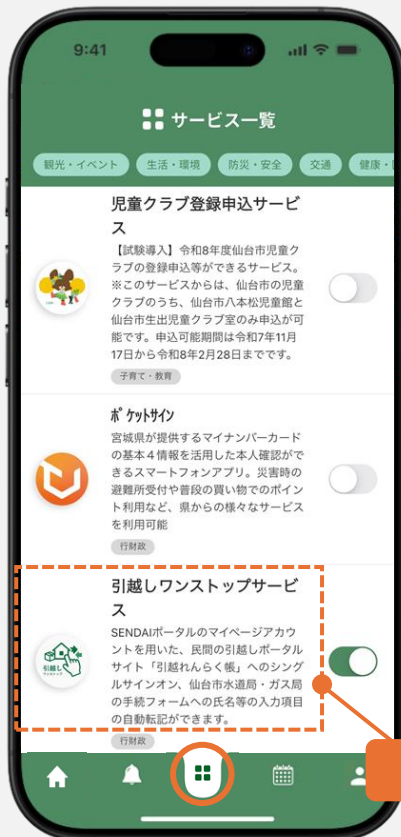 9:41
サービス一覧
観光・イベント 生活・環境 防災・安全 交通 健康・
児童クラブ登録申込サービ
ス
【試験導入】令和8年度仙台市児童ク
ラブの登録申込等ができるサービス。
※このサービスからは、仙台市の児童
クラブのうち、仙台市八本松児童館と
仙台市生出児童クラブ室のみ申込が可
能です。申込可能期間は令和7年11月
17日から令和8年2月28日までです。
子育て・教育
ポケットサイン
宮城県が提供するマイナンバーカード
の基本4情報を活用した本人確認がで
きるスマートフォンアプリ。災害時の
避難所受付や普段の買い物でのポイン
ト利用など、県からの様々なサービス
を利用可能
行財政
引越しワンストップサービ
ス
引越し
ワンストップ
SENDAIポータルのマイページアカウ
ントを用いた、民間の引越しポータル
サイト「引越れんらく帳」へのシング
ルサインオン、仙台市水道局・ガス局
の手続フォームへの氏名等の入力項目
の自動転記ができます。
行財政